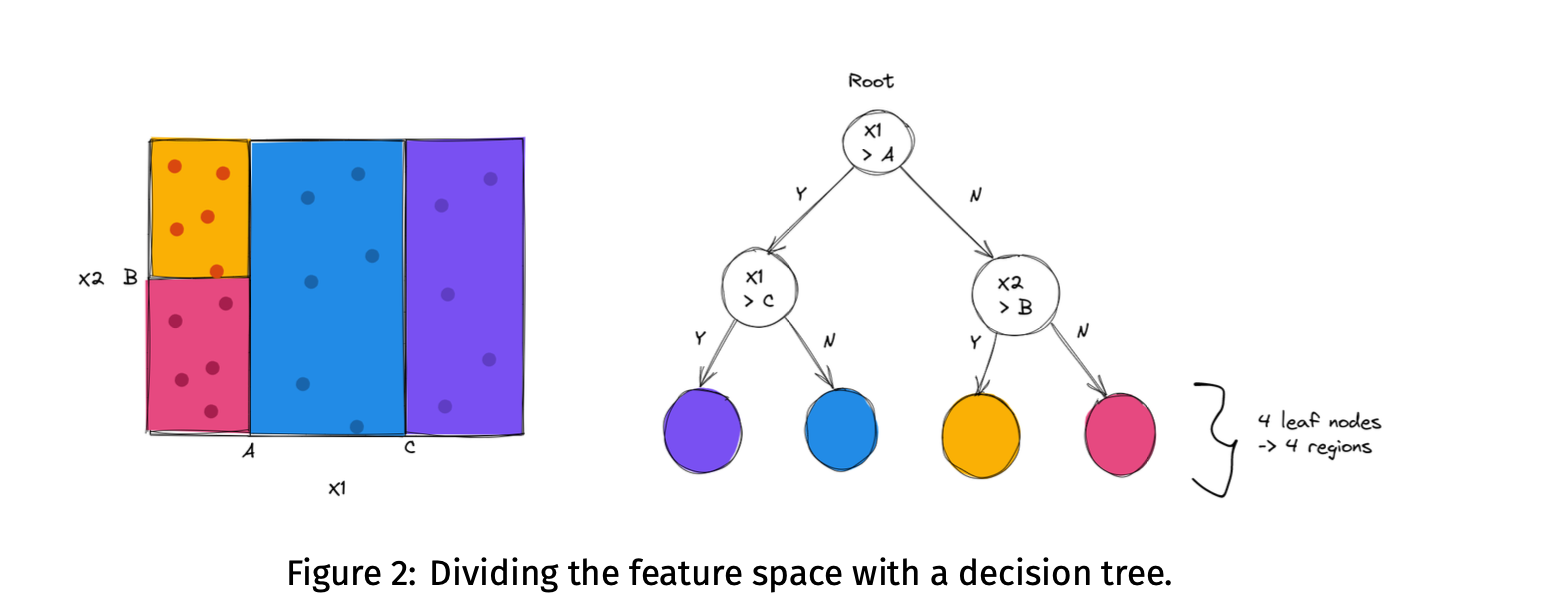 Root
x1
> A
Y
N
x2 B
x1
> C
x2
> B
Y
N
Y
N
A
C
x1
4 leaf nodes
-> 4 regions
Figure 2: Dividing the feature space with a decision tree.